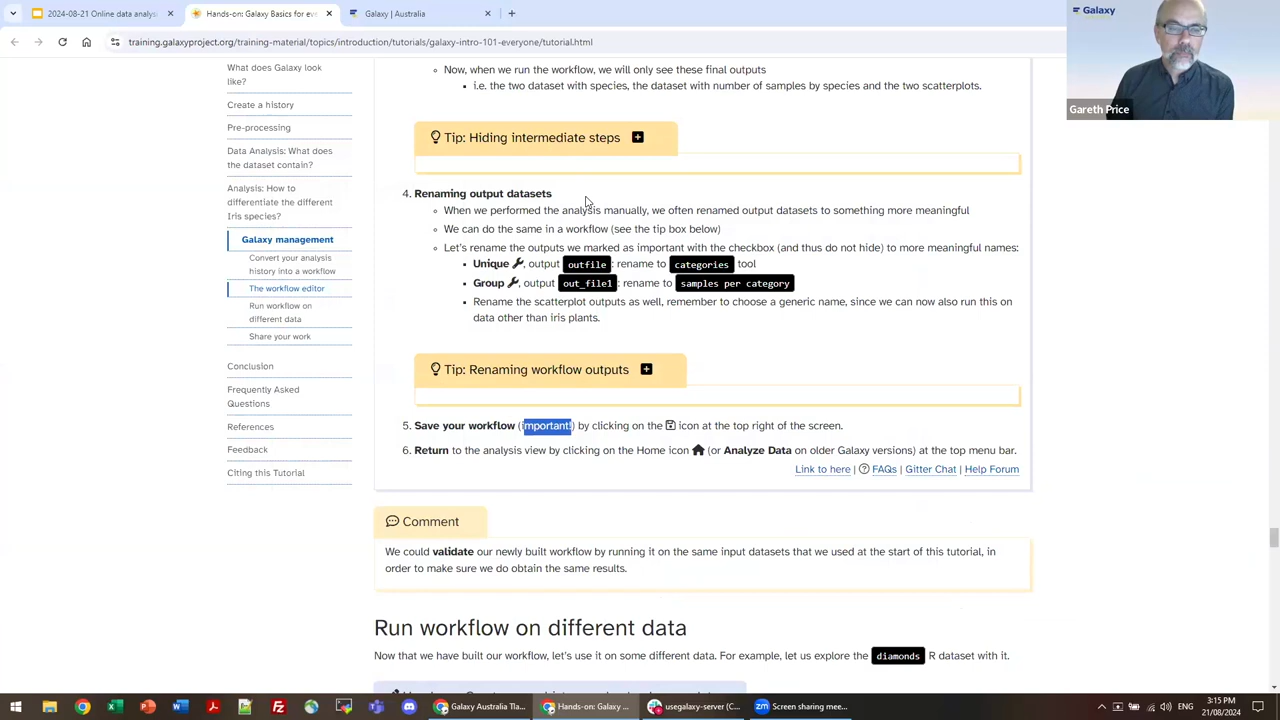 2024-08-21 Online data analysis
Hands-on: Galaxy Basics for ev
Galaxy | Australia
training.galaxyproject.org/training-material/topics/introduction/tutorials/galaxy-intro-101-everyone/tutorial.html
Galaxy
Gareth Price
What does Galaxy look
like?
Create a history
Pre-processing
Data Analysis: What does
the dataset contain?
Analysis: How to
differentiate the different
Iris species?
Galaxy management
Convert your analysis
history into a workflow
The workflow editor
Run workflow on
different data
Share your work
Conclusion
Frequently Asked
Questions
References
Feedback
Citing this Tutorial
Now, when we run the workflow, we will only see these final outputs
i.e. the two dataset with species, the dataset with number of samples by species and the two scatterplots.
Tip: Hiding intermediate steps
4. Renaming output datasets
When we performed the analysis manually, we often renamed output datasets to something more meaningful
We can do the same in a workflow (see the tip box below)
Let's rename the outputs we marked as important with the checkbox (and thus do not hide) to more meaningful names:
Unique , output outfile: rename to categories tool
Group , output out_file1: rename to samples per category
Rename the scatterplot outputs as well, remember to choose a generic name, since we can now also run this on
data other than iris plants.
Tip: Renaming workflow outputs
5. Save your workflow (important!) by clicking on the icon at the top right of the screen.
6. Return to the analysis view by clicking on the Home icon (or Analyze Data on older Galaxy versions) at the top menu bar.
Link to here | FAQs | Gitter Chat | Help Forum
Comment
We could validate our newly built workflow by running it on the same input datasets that we used at the start of this tutorial, in
order to make sure we do obtain the same results.
Run workflow on different data
Now that we have built our workflow, let's use it on some different data. For example, let us explore the diamonds R dataset with it.
Galaxy Australia Tla...
Hands-on: Galaxy ...
usegalaxy-server (C...
Screen sharing mee...
ENG
3:15 PM
21/08/2024